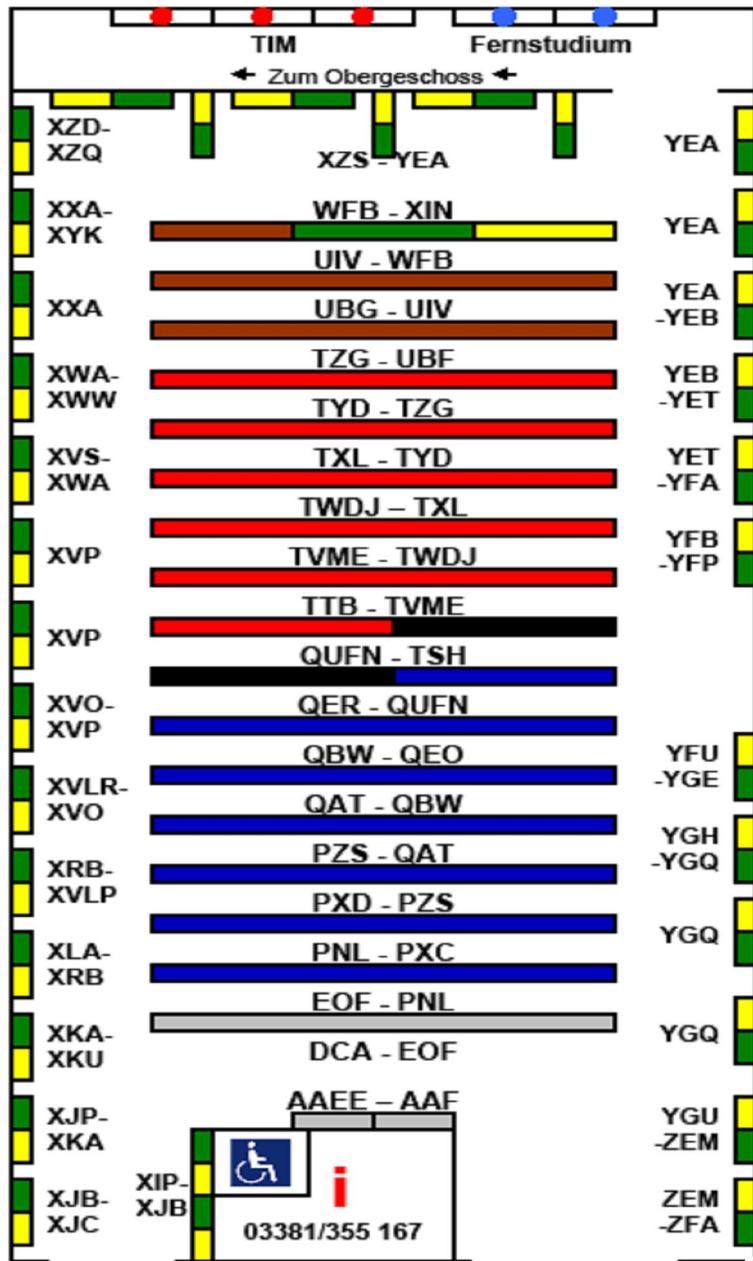 TIM
Fernstudium
Zum Obergeschoss
XZD-
XZQ
XZS - YEA
YEA
XXA-
XYK
WFB - XIN
YEA
UIV - WFB
XXA
UBG - UIV
YEA
-YEB
XWA-
XWW
TZG - UBF
YEB
-YET
TYD - TZG
XVS-
XWA
TXL - TYD
YET
-YFA
TWDJ – TXL
XVP
TVME - TWDJ
YFB
-YFP
TTB - TVME
XVP
QUFN - TSH
XVO-
XVP
QER - QUFN
QBW - QEO
YFU
-YGE
XVLR-
XVO
QAT - QBW
YGH
-YGQ
XRB-
XVLP
PZS - QAT
PXD - PZS
YGQ
XLA-
XRB
PNL - PXC
EOF - PNL
XKA-
XKU
DCA - EOF
YGQ
XJP-
XKA
AAEE – AAF
YGU
-ZEM
XJB-
XJC
XIP-
XJB
i
03381/355 167
ZEM
-ZFA